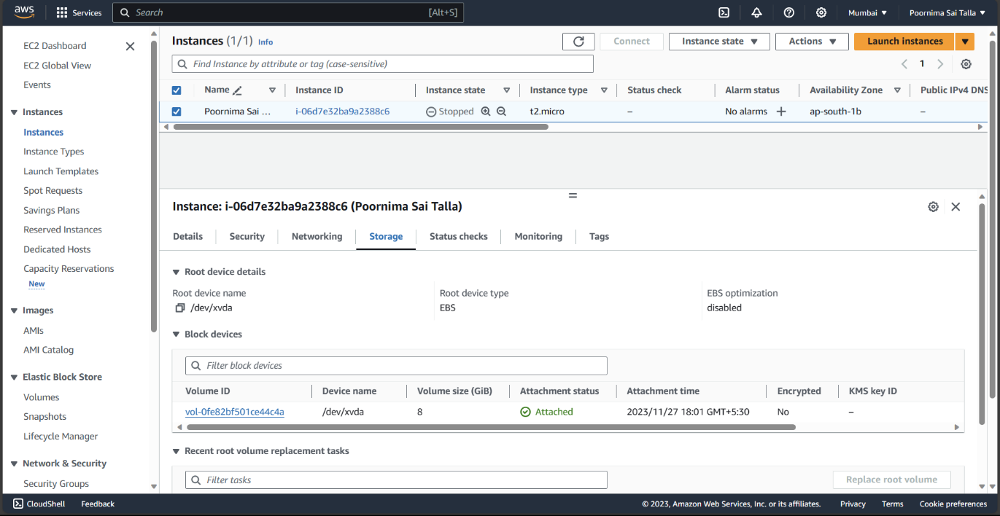 aws Services Search [Alt+S] Mumbai Poornima Sai Talla
EC2 Dashboard
EC2 Global View
Events
Instances
Instances
Instance Types
Launch Templates
Spot Requests
Savings Plans
Reserved Instances
Dedicated Hosts
Capacity Reservations
New
Images
AMIs
AMI Catalog
Elastic Block Store
Volumes
Snapshots
Lifecycle Manager
Network & Security
Security Groups
Instances (1/1) Info Connect Instance state Actions Launch instances
Find Instance by attribute or tag (case-sensitive) 1
Name Instance ID Instance state Instance type Status check Alarm status Availability Zone Public IPv4 DNS
Poornima Sai ... i-06d7e32ba9a2388c6 Stopped t2.micro – No alarms + ap-south-1b –
Instance: i-06d7e32ba9a2388c6 (Poornima Sai Talla)
Details Security Networking Storage Status checks Monitoring Tags
Root device details
Root device name Root device type EBS optimization
/dev/xvda EBS disabled
Block devices
Filter block devices
Volume ID Device name Volume size (GiB) Attachment status Attachment time Encrypted KMS key ID
vol-0fe82bf501ce44c4a /dev/xvda 8 Attached 2023/11/27 18:01 GMT+5:30 No –
Recent root volume replacement tasks
Filter tasks Replace root volume
CloudShell Feedback © 2023, Amazon Web Services, Inc. or its affiliates. Privacy Terms Cookie preferences